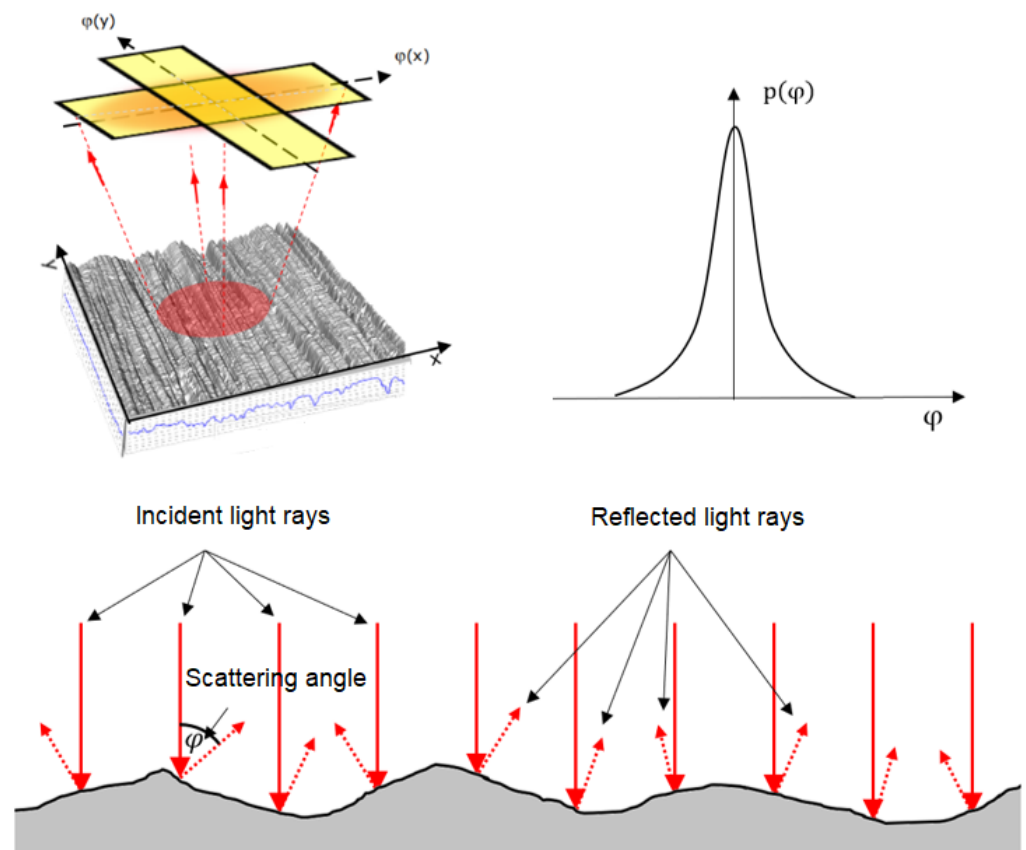 φ(y)
φ(x)
p(φ)
Y
X
φ
Incident light rays
Reflected light rays
Scattering angle
φ